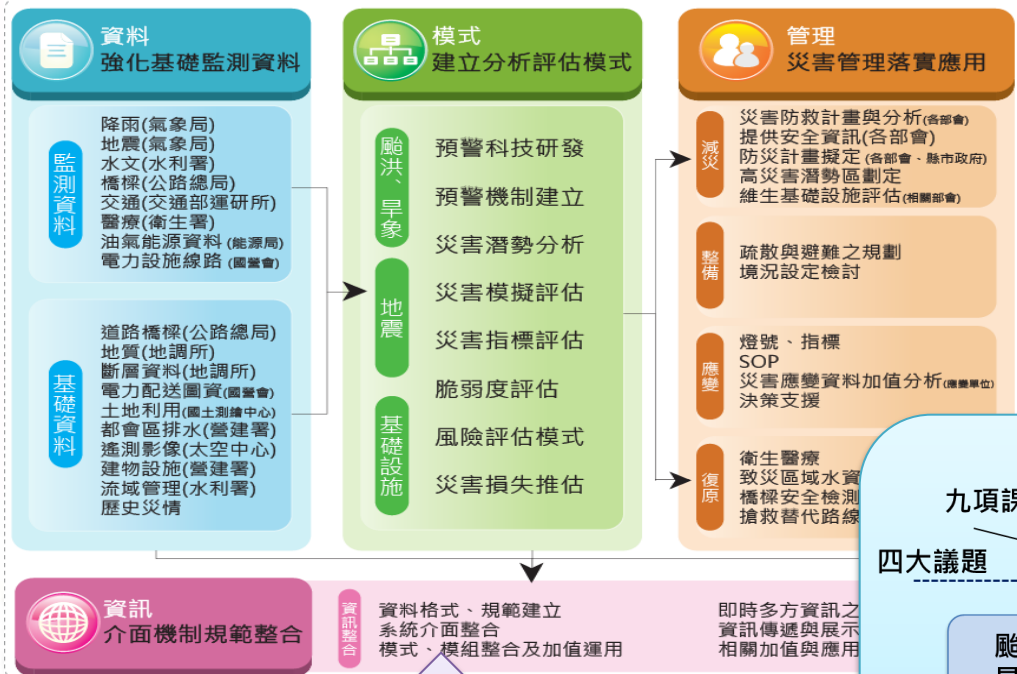 資料
強化基礎監測資料
監測資料
降雨(氣象局)
地震(氣象局)
水文(水利署)
橋樑(公路總局)
交通(交通部運研所)
醫療(衛生署)
油氣能源資料(能源局)
電力設施線路(國營會)
基礎資料
道路橋樑(公路總局)
地質(地調所)
斷層資料(地調所)
電力配送圖資(國營會)
土地利用(國土測繪中心)
都會區排水(營建署)
遙測影像(太空中心)
建物設施(營建署)
流域管理(水利署)
歷史災情
模式
建立分析評估模式
颱洪、旱象
地震
基礎設施
預警科技研發
預警機制建立
災害潛勢分析
災害模擬評估
災害指標評估
脆弱度評估
風險評估模式
災害損失推估
管理
災害管理落實應用
減災
災害防救計畫與分析(各部會)
提供安全資訊(各部會)
防災計畫擬定(各部會、縣市政府)
高災害潛勢區劃定
維生基礎設施評估(相關部會)
整備
疏散與避難之規劃
境況設定檢討
應變
燈號、指標
SOP
災害應變資料加值分析(應變單位)
決策支援
復原
衛生醫療
致災區域水資
橋樑安全檢測
搶救替代路線
資訊
介面機制規範整合
資訊整合
資料格式、規範建立
系統介面整合
模式、模組整合及加值運用
即時多方資訊之
資訊傳遞與展示
相關加值與應用
九項課
四大議題
颱